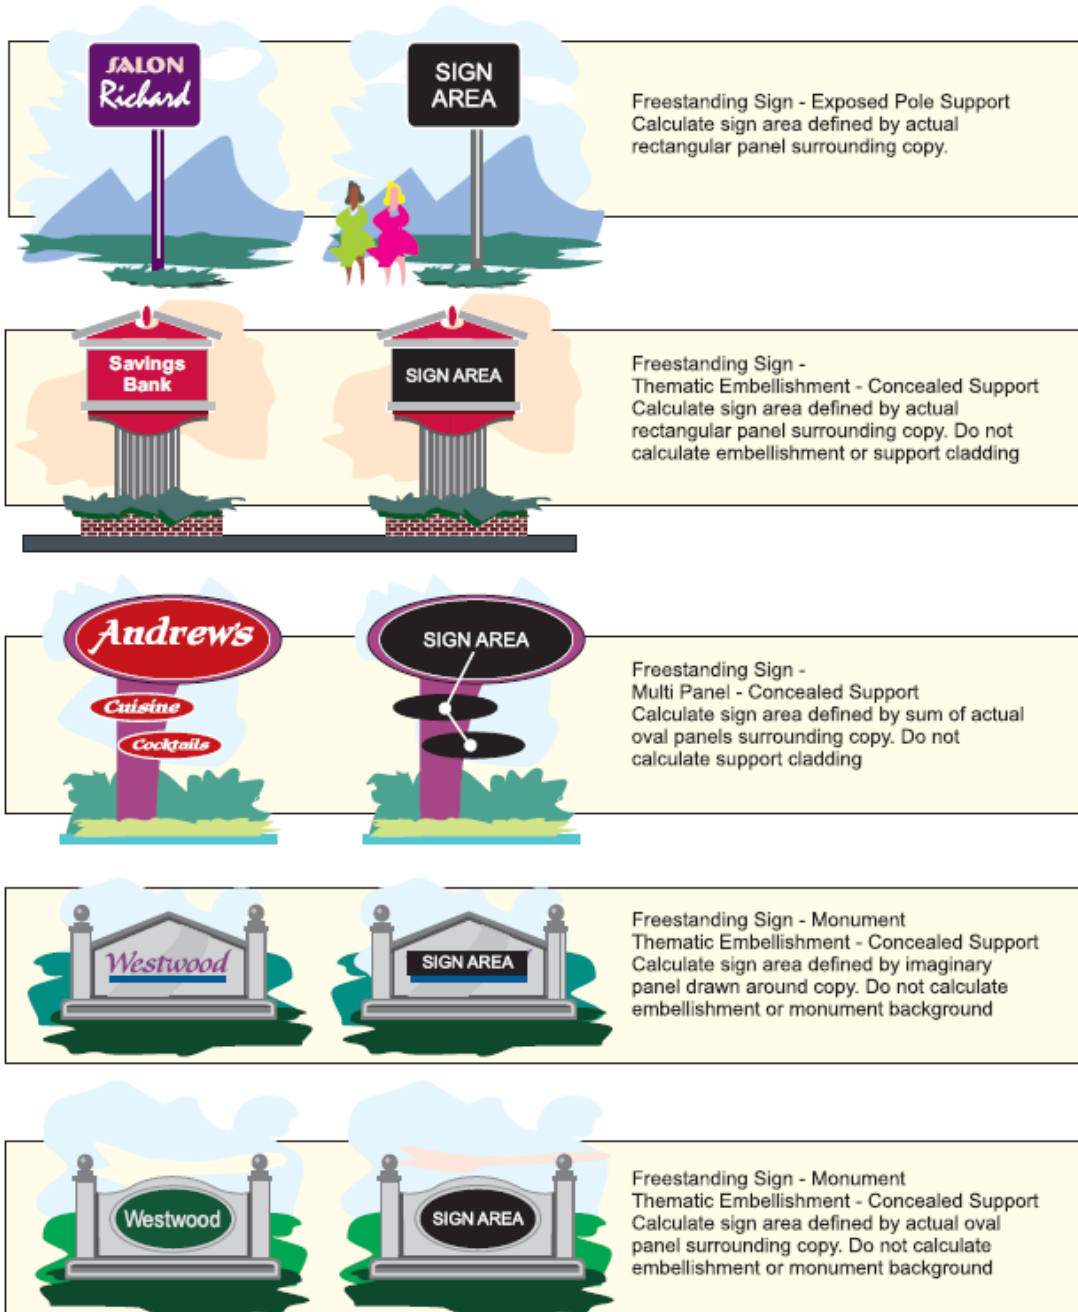 SALON
Richard
SIGN
AREA
Freestanding Sign - Exposed Pole Support
Calculate sign area defined by actual
rectangular panel surrounding copy.
Savings
Bank
SIGN AREA
Freestanding Sign -
Thematic Embellishment - Concealed Support
Calculate sign area defined by actual
rectangular panel surrounding copy. Do not
calculate embellishment or support cladding
Andrew's
Cuisine
Cocktails
SIGN AREA
Freestanding Sign -
Multi Panel - Concealed Support
Calculate sign area defined by sum of actual
oval panels surrounding copy. Do not
calculate support cladding
Westwood
SIGN AREA
Freestanding Sign - Monument
Thematic Embellishment - Concealed Support
Calculate sign area defined by imaginary
panel drawn around copy. Do not calculate
embellishment or monument background
Westwood
SIGN AREA
Freestanding Sign - Monument
Thematic Embellishment - Concealed Support
Calculate sign area defined by actual oval
panel surrounding copy. Do not calculate
embellishment or monument background